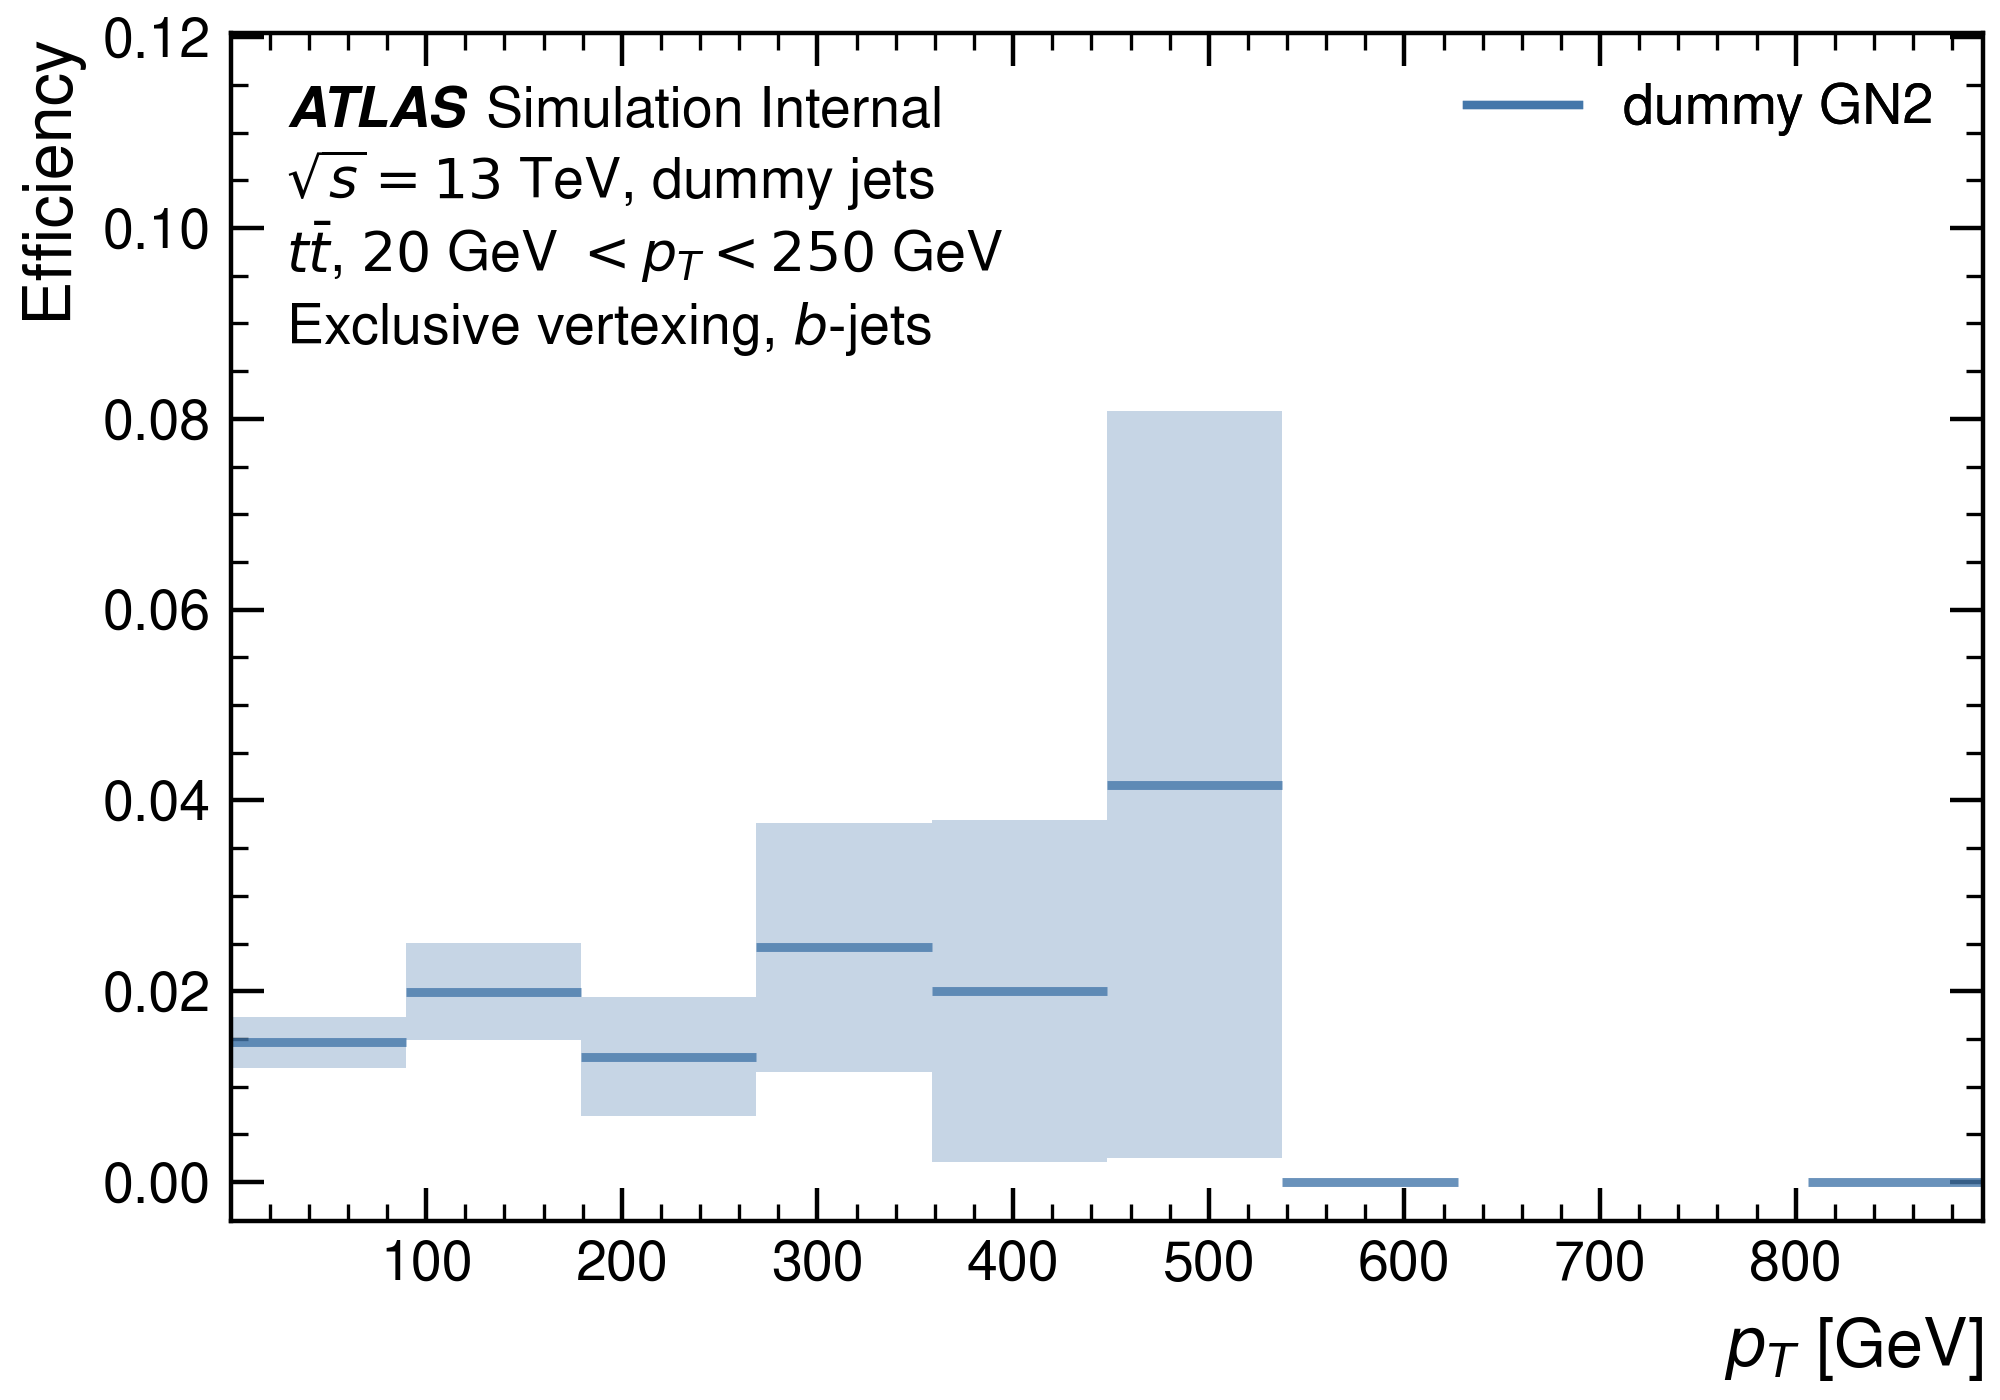 Efficiency
0.12
0.10
0.08
0.06
0.04
0.02
0.00
ATLAS Simulation Internal
√s = 13 TeV, dummy jets
tt̄, 20 GeV < p_T < 250 GeV
Exclusive vertexing, b-jets
dummy GN2
100 200 300 400 500 600 700 800
p_T [GeV]